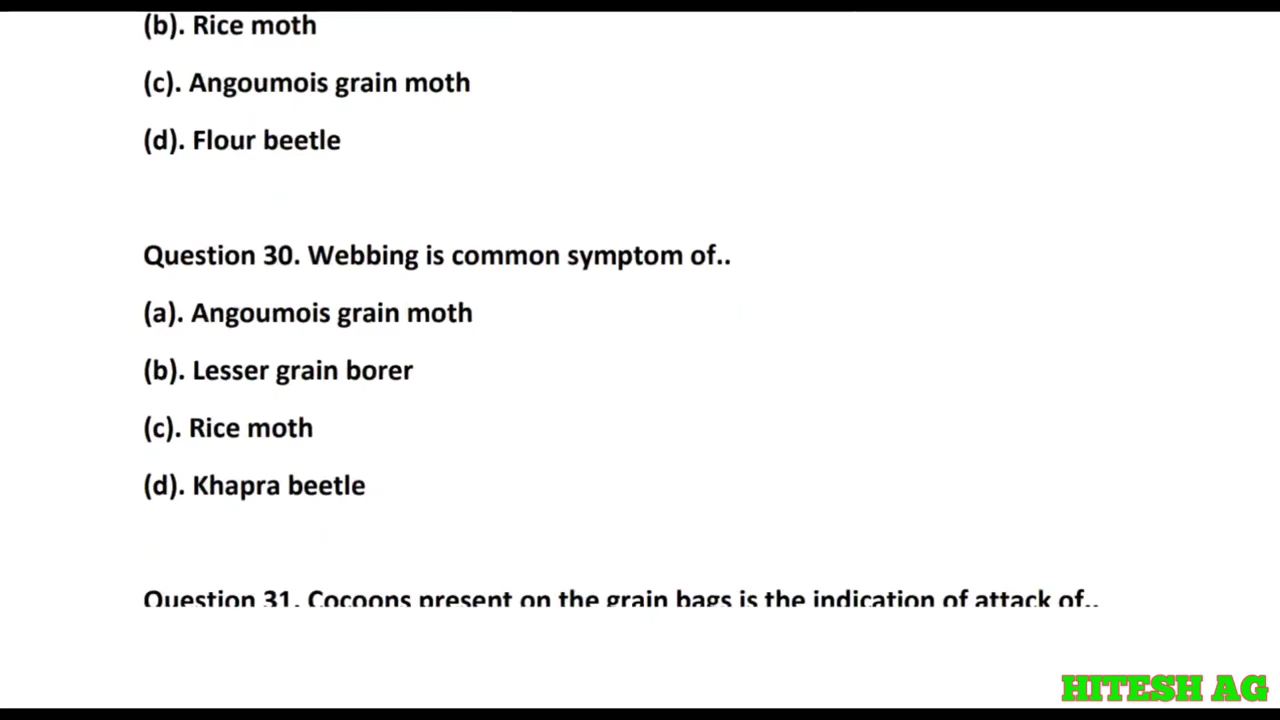 (b). Rice moth
(c). Angoumois grain moth
(d). Flour beetle
Question 30. Webbing is common symptom of..
(a). Angoumois grain moth
(b). Lesser grain borer
(c). Rice moth
(d). Khapra beetle
Question 31. Cocoons present on the grain bags is the indication of attack of..
HITESH AG